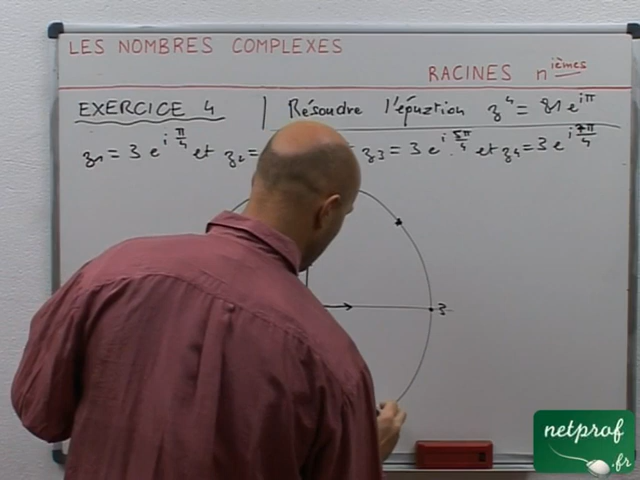 LES NOMBRES COMPLEXES
RACINES n ièmes
EXERCICE 4 | Résoudre l'équation z⁴ = 81 e^{iπ}
z₁ = 3 e^{i π/4} et z₂ = z₃ = 3 e^{i 5π/4} et z₄ = 3 e^{i 7π/4}
3
netprof
.fr